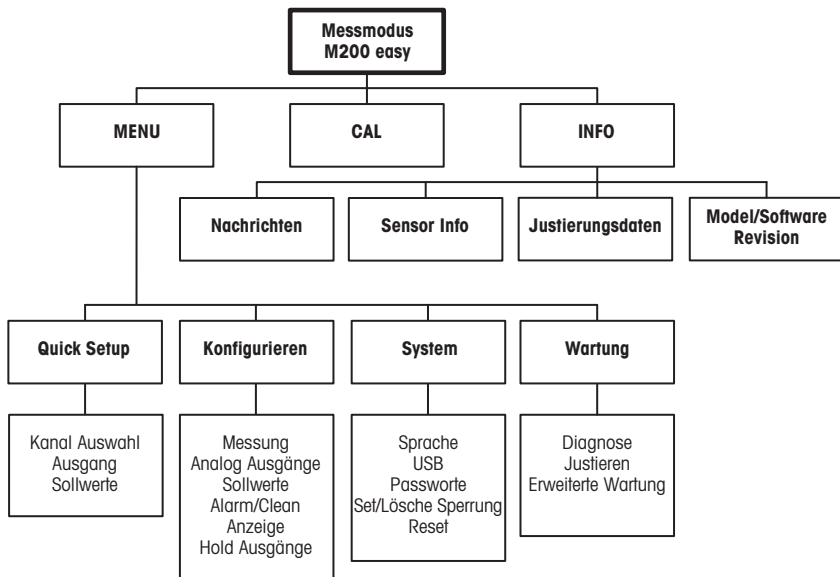 Messmodus
M200 easy
MENU
CAL
INFO
Nachrichten
Sensor Info
Justierungsdaten
Model/Software
Revision
Quick Setup
Konfigurieren
System
Wartung
Kanal Auswahl
Ausgang
Sollwerte
Messung
Analog Ausgänge
Sollwerte
Alarm/Clean
Anzeige
Hold Ausgänge
Sprache
USB
Passworte
Set/Lösche Sperrung
Reset
Diagnose
Justieren
Erweiterte Wartung